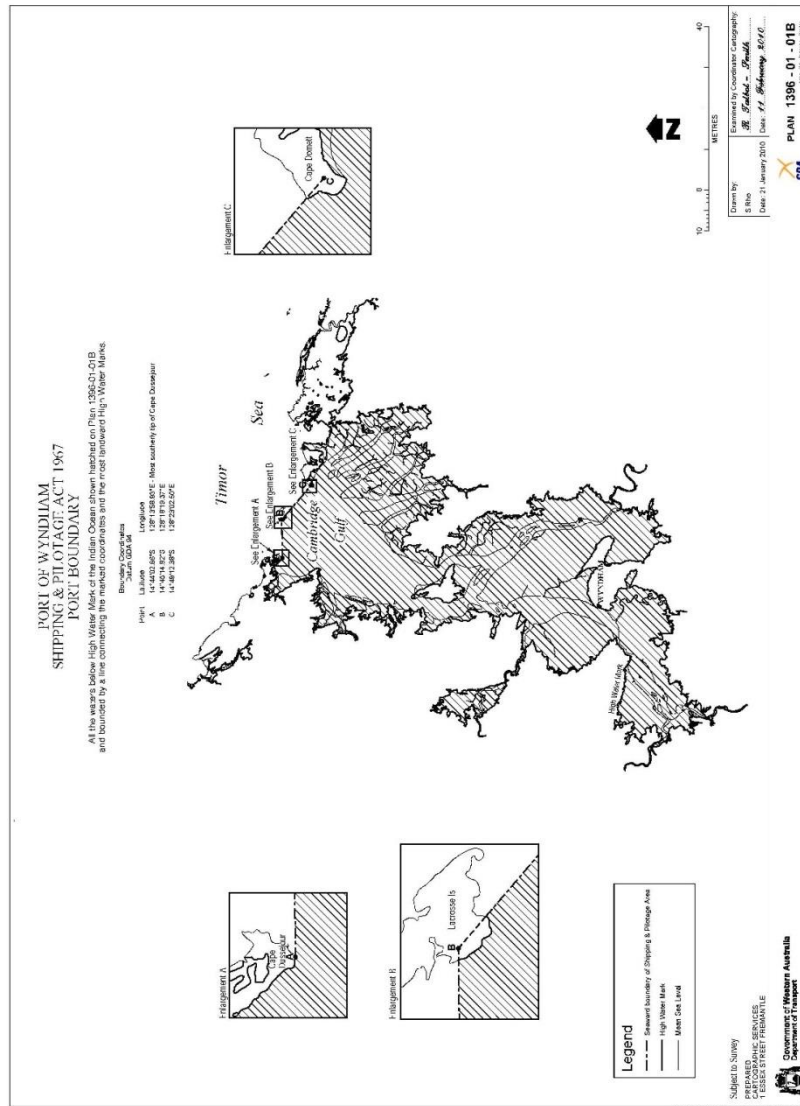 PORT OF WYNDHAM
SHIPPING & PILOTAGE ACT 1967
PORT BOUNDARY
All the waters below High Water Mark of the Indian Ocean shown hatched on Plan 1396-01-01B
and bounded by a line connecting the marked coordinates and the most landward High Water Marks.
Boundary Coordinates
Datum GDA 94
Point Latitude Longitude
A - Most southerly tip of Cape Dussejour
B
C
Enlargement A
Cape
Dussejour
A
Enlargement B
Lacrosse Is
B
Enlargement C
Cape Domett
C
Timor Sea
See Enlargement A
See Enlargement B
See Enlargement C
B
Cambridge
Gulf
WYNDHAM
High Water Mark
Legend
Seaward boundary of Shipping & Pilotage Area
High Water Mark
Mean Sea Level
N
METRES
10 0 40
Subject to Survey
PREPARED
CARTOGRAPHIC SERVICES
1 ESSEX STREET FREMANTLE
Government of Western Australia
Department of Transport
Drawn by:
S Rho
Date: 21 January 2010
Examined by Coordinator Cartography:
Date: 11 February 2010
PLAN 1396 - 01 - 01B